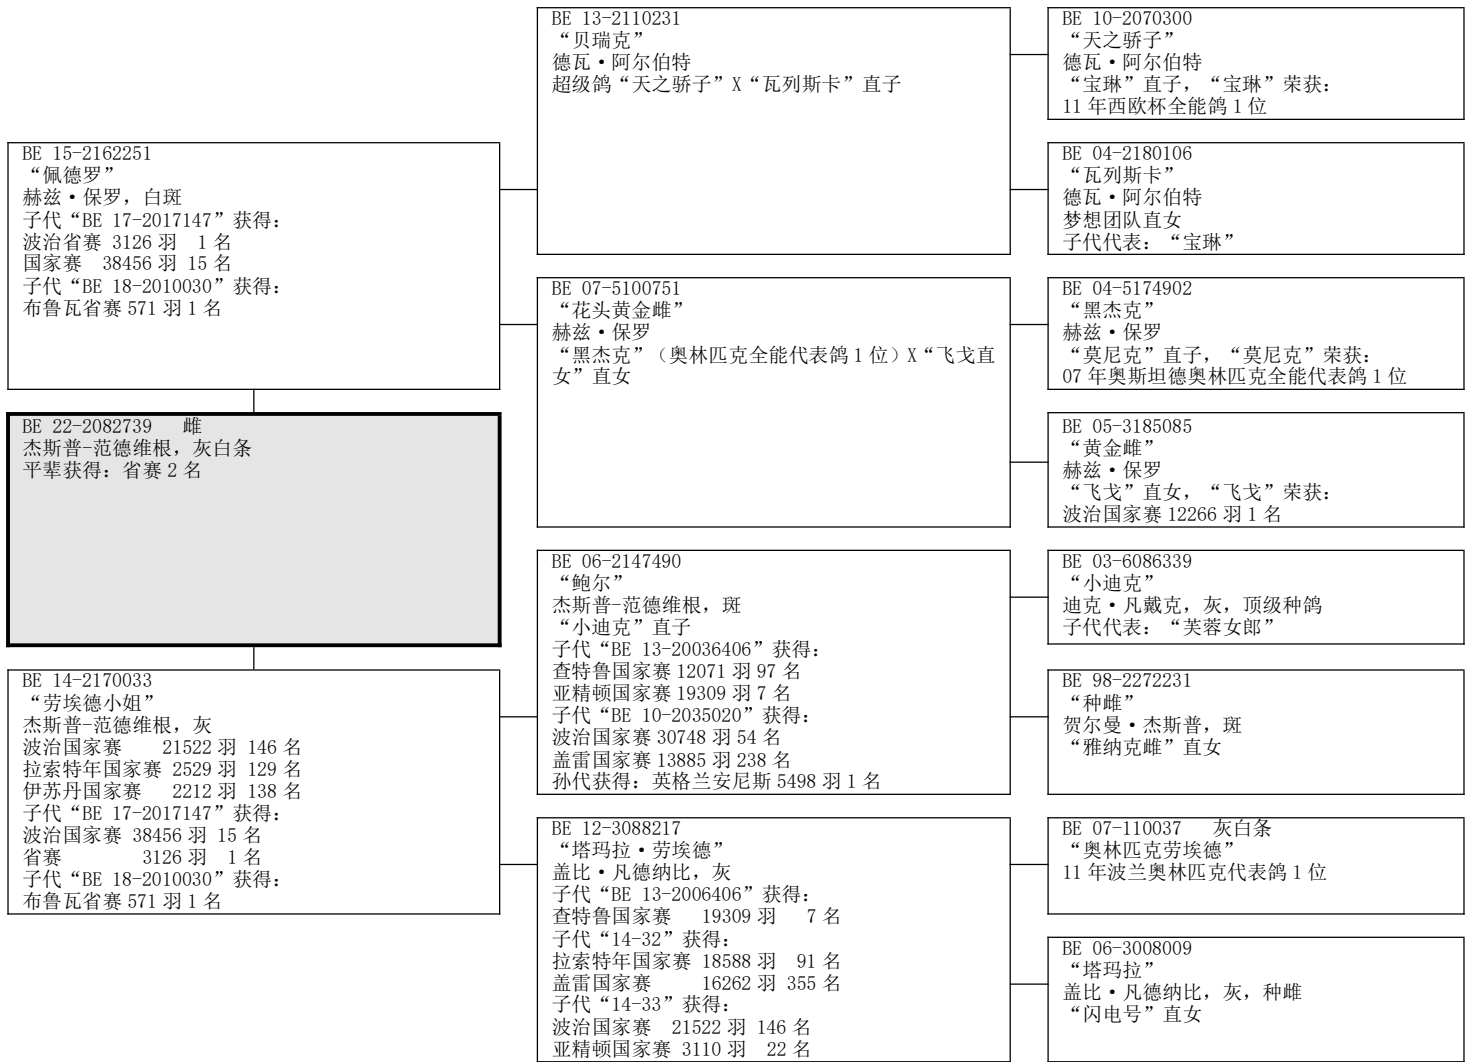 BE 15-2162251
“佩德罗”
赫兹•保罗，白斑
子代“BE 17-2017147”获得：
波治省赛 3126 羽 1 名
国家赛 38456 羽 15 名
子代“BE 18-2010030”获得：
布鲁瓦省赛 571 羽 1 名
BE 22-2082739 雌
杰斯普-范德维根，灰白条
平辈获得：省赛 2 名
BE 14-2170033
“劳埃德小姐”
杰斯普-范德维根，灰
波治国家赛 21522 羽 146 名
拉索特年国家赛 2529 羽 129 名
伊苏丹国家赛 2212 羽 138 名
子代“BE 17-2017147”获得：
波治国家赛 38456 羽 15 名
省赛 3126 羽 1 名
子代“BE 18-2010030”获得：
布鲁瓦省赛 571 羽 1 名
BE 13-2110231
“贝瑞克”
德瓦•阿尔伯特
超级鸽“天之骄子”X“瓦列斯卡”直子
BE 07-5100751
“花头黄金雌”
赫兹•保罗
“黑杰克”（奥林匹克全能代表鸽 1 位）X“飞戈直
女”直女
BE 06-2147490
“鲍尔”
杰斯普-范德维根，斑
“小迪克”直子
子代“BE 13-20036406”获得：
查特鲁国家赛 12071 羽 97 名
亚精顿国家赛 19309 羽 7 名
子代“BE 10-2035020”获得：
波治国家赛 30748 羽 54 名
盖雷国家赛 13885 羽 238 名
孙代获得：英格兰安尼斯 5498 羽 1 名
BE 12-3088217
“塔玛拉•劳埃德”
盖比•凡德纳比，灰
子代“BE 13-2006406”获得：
查特鲁国家赛 19309 羽 7 名
子代“14-32”获得：
拉索特年国家赛 18588 羽 91 名
盖雷国家赛 16262 羽 355 名
子代“14-33”获得：
波治国家赛 21522 羽 146 名
亚精顿国家赛 3110 羽 22 名
BE 10-2070300
“天之骄子”
德瓦•阿尔伯特
“宝琳”直子，“宝琳”荣获：
11 年西欧杯全能鸽 1 位
BE 04-2180106
“瓦列斯卡”
德瓦•阿尔伯特
梦想团队直女
子代代表：“宝琳”
BE 04-5174902
“黑杰克”
赫兹•保罗
“莫尼克”直子，“莫尼克”荣获：
07 年奥斯坦德奥林匹克全能代表鸽 1 位
BE 05-3185085
“黄金雌”
赫兹•保罗
“飞戈”直女，“飞戈”荣获：
波治国家赛 12266 羽 1 名
BE 03-6086339
“小迪克”
迪克•凡戴克，灰，顶级种鸽
子代代表：“芙蓉女郎”
BE 98-2272231
“种雌”
贺尔曼•杰斯普，斑
“雅纳克雌”直女
BE 07-110037 灰白条
“奥林匹克劳埃德”
11 年波兰奥林匹克代表鸽 1 位
BE 06-3008009
“塔玛拉”
盖比•凡德纳比，灰，种雌
“闪电号”直女